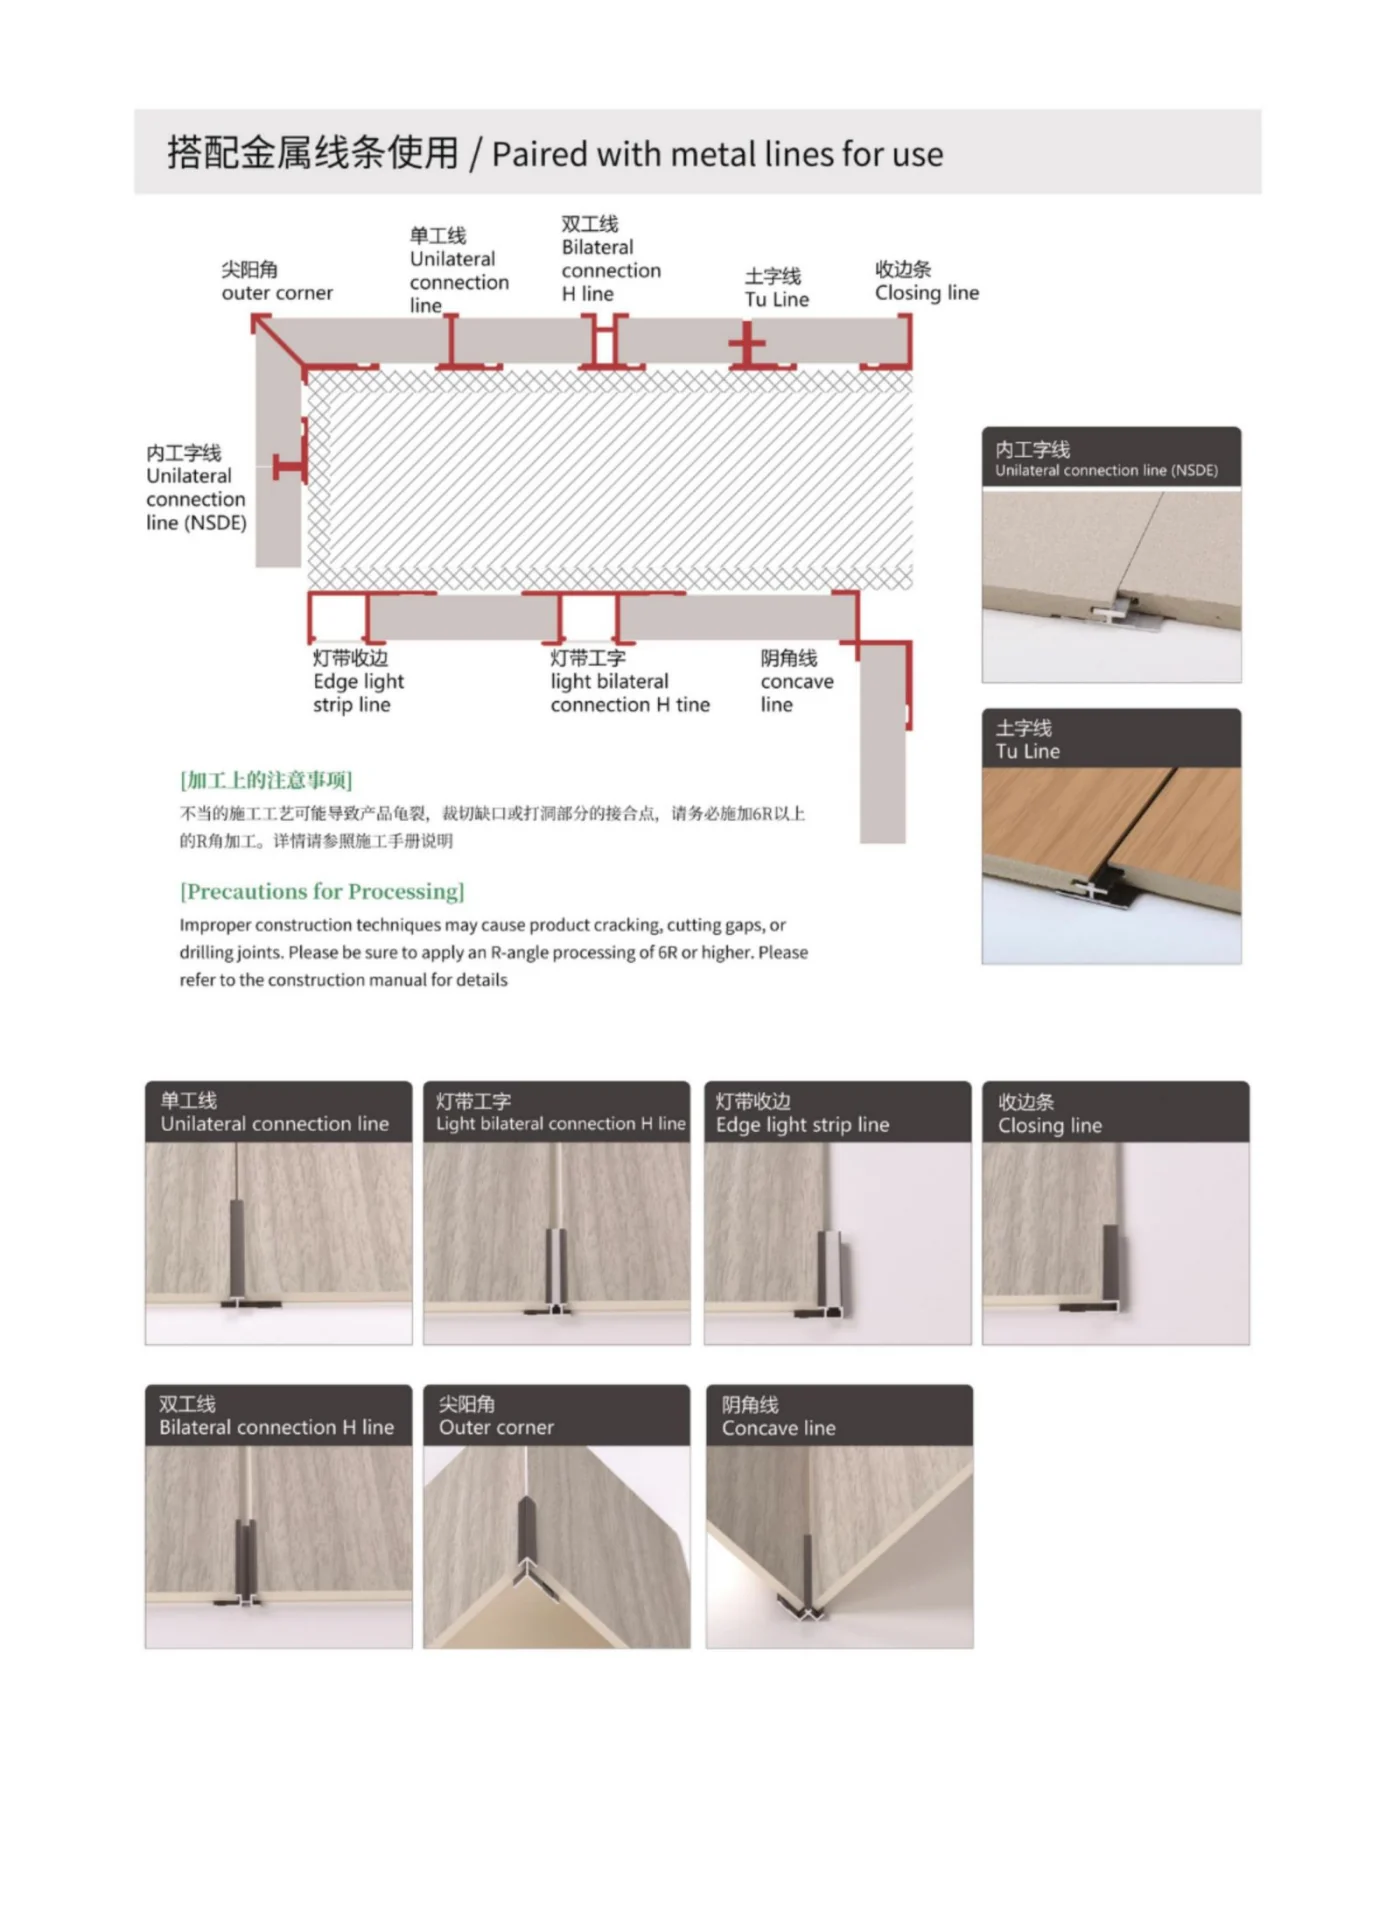 搭配金属线条使用 / Paired with metal lines for use
尖阳角
outer corner
单工线
Unilateral
connection
line
双工线
Bilateral
connection
H line
土字线
Tu Line
收边条
Closing line
内工字线
Unilateral
connection
line (NSDE)
灯带收边
Edge light
strip line
灯带工字
light bilateral
connection H tine
阴角线
concave
line
内工字线
Unilateral connection line (NSDE)
土字线
Tu Line
[加工上的注意事项]
不当的施工工艺可能导致产品龟裂，裁切缺口或打洞部分的接合点，请务必施加6R以上
的R角加工。详情请参照施工手册说明
[Precautions for Processing]
Improper construction techniques may cause product cracking, cutting gaps, or
drilling joints. Please be sure to apply an R-angle processing of 6R or higher. Please
refer to the construction manual for details
单工线
Unilateral connection line
灯带工字
Light bilateral connection H line
灯带收边
Edge light strip line
收边条
Closing line
双工线
Bilateral connection H line
尖阳角
Outer corner
阴角线
Concave line